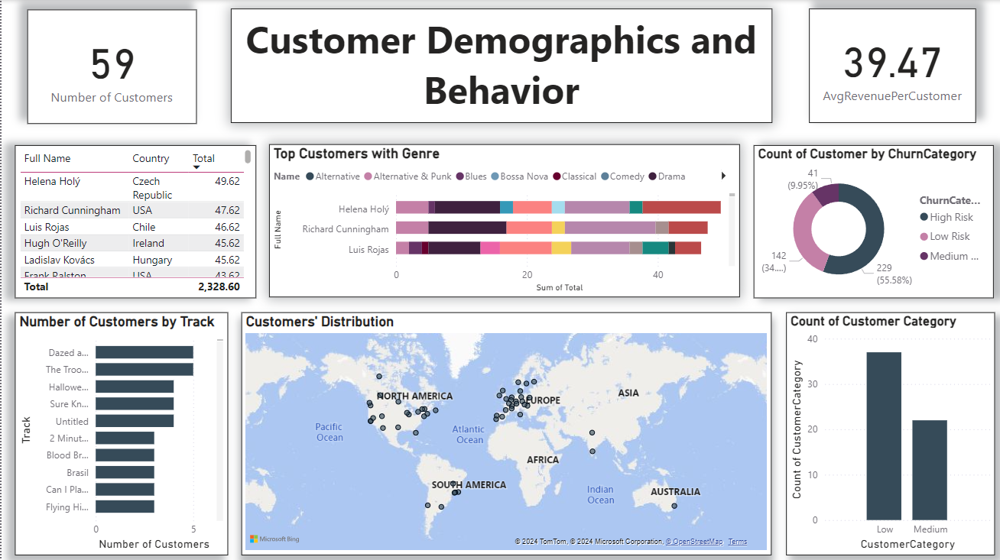 59
Number of Customers
Customer Demographics and
Behavior
39.47
AvgRevenuePerCustomer
Full Name Country Total
Helena Holý Czech Republic 49.62
Richard Cunningham USA 47.62
Luis Rojas Chile 46.62
Hugh O'Reilly Ireland 45.62
Ladislav Kovács Hungary 45.62
Frank Ralston USA 43.62
Total 2,328.60
Top Customers with Genre
Name Alternative Alternative & Punk Blues Bossa Nova Classical Comedy Drama
Full Name
Helena Holý
Richard Cunningham
Luis Rojas
0 20 40
Sum of Total
Count of Customer by ChurnCategory
41
(9.95%)
142
(34....)
229
(55.58%)
ChurnCate...
High Risk
Low Risk
Medium ...
Number of Customers by Track
Track
Dazed a...
The Troo...
Hallowe...
Sure Kn...
Untitled
2 Minut...
Blood Br...
Brasil
Can I Pla...
Flying Hi...
0 5
Number of Customers
Customers' Distribution
NORTH AMERICA
EUROPE
ASIA
Pacific
Ocean
Atlantic
Ocean
AFRICA
SOUTH AMERICA
Indian
Ocean
AUSTRALIA
Microsoft Bing
© 2024 TomTom, © 2024 Microsoft Corporation, © OpenStreetMap Terms
Count of Customer Category
Count of CustomerCategory
40
30
20
10
0
Low Medium
CustomerCategory